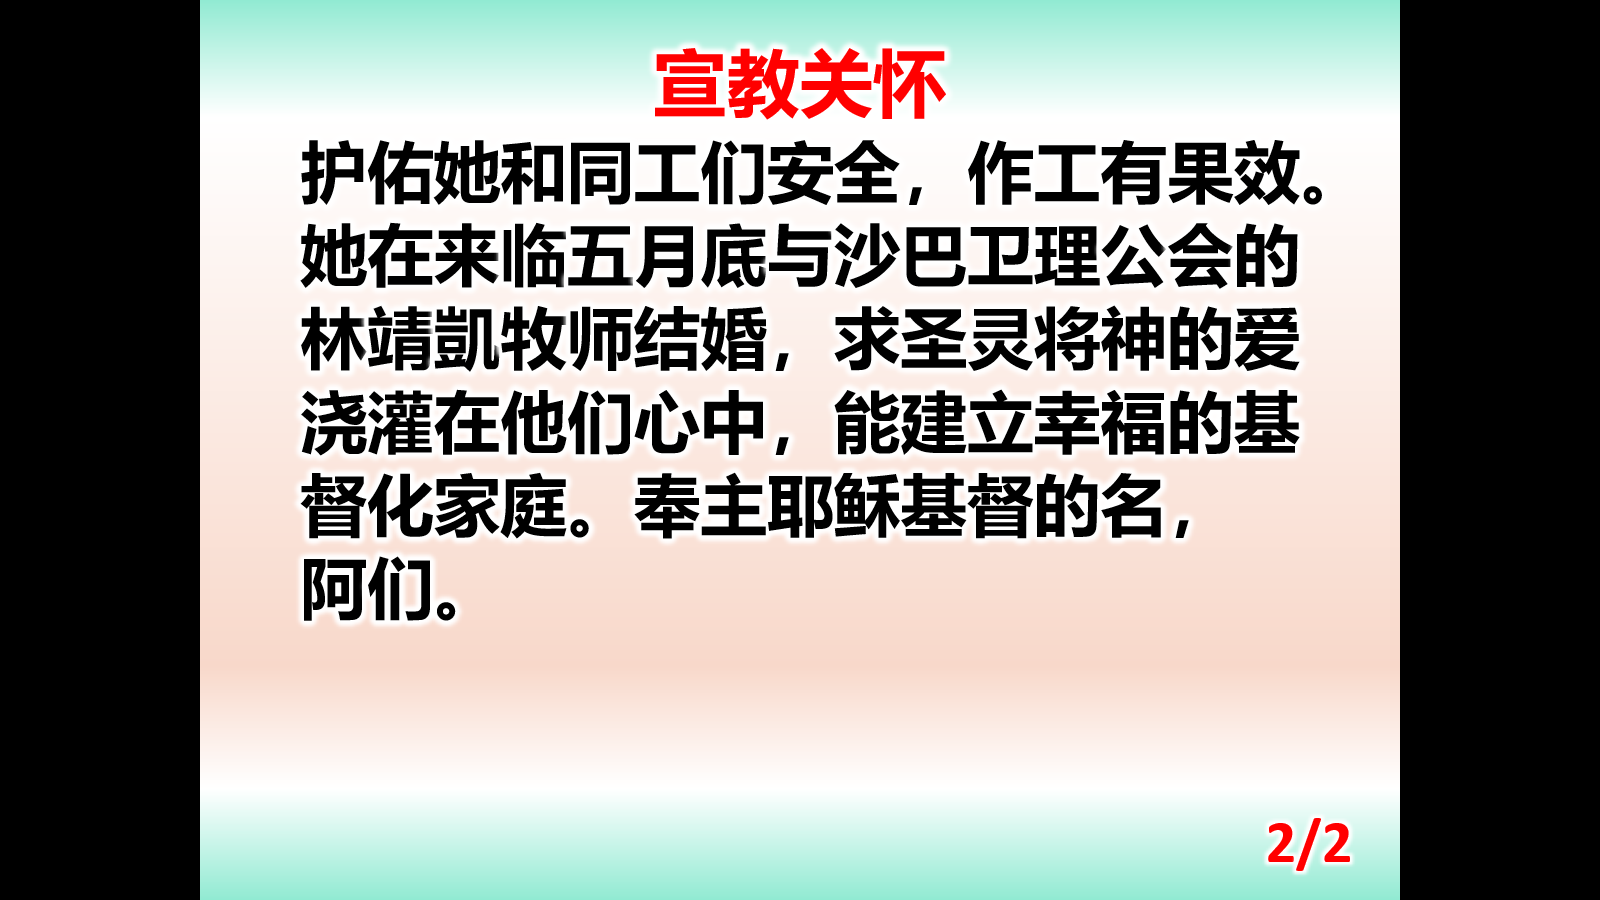 宣教关怀
护佑她和同工们安全，作工有果效。
她在来临五月底与沙巴卫理公会的
林靖凱牧师结婚，求圣灵将神的爱
浇灌在他们心中，能建立幸福的基
督化家庭。奉主耶稣基督的名，
阿们。
2/2